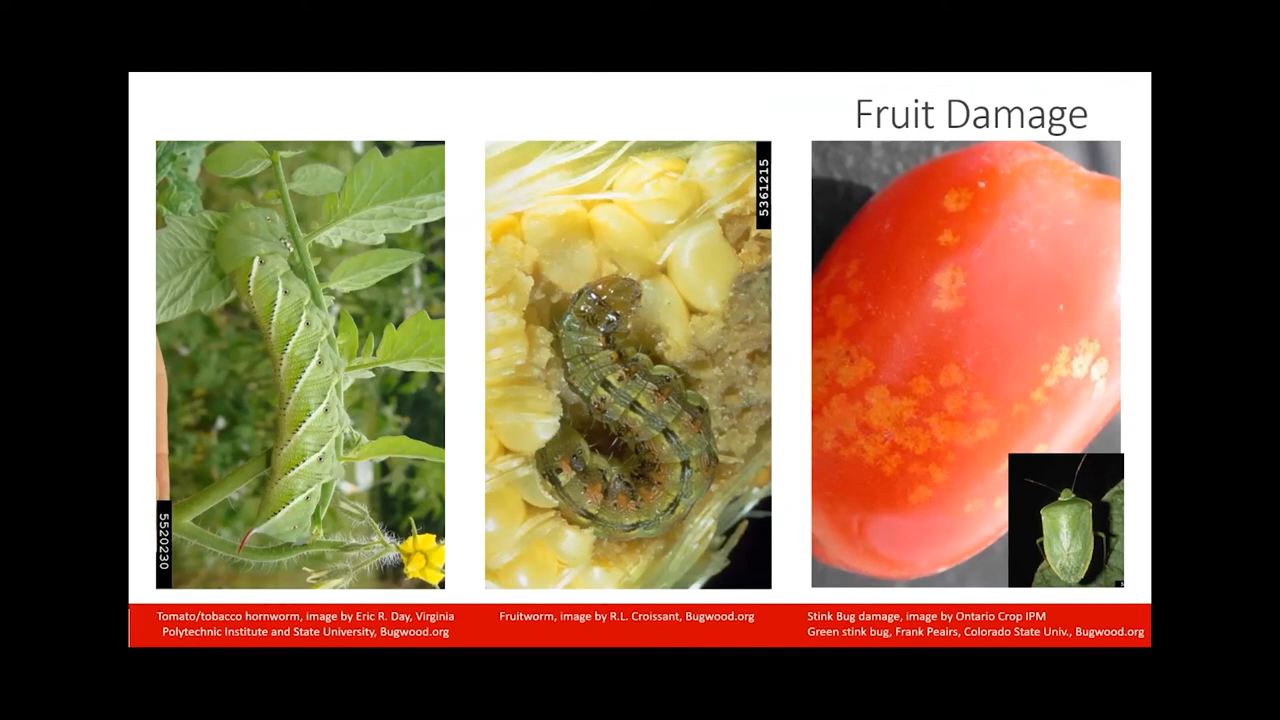 Fruit Damage
5520230
5361215
Tomato/tobacco hornworm, image by Eric R. Day, Virginia
Polytechnic Institute and State University, Bugwood.org
Fruitworm, image by R.L. Croissant, Bugwood.org
Stink Bug damage, image by Ontario Crop IPM
Green stink bug, Frank Peairs, Colorado State Univ., Bugwood.org